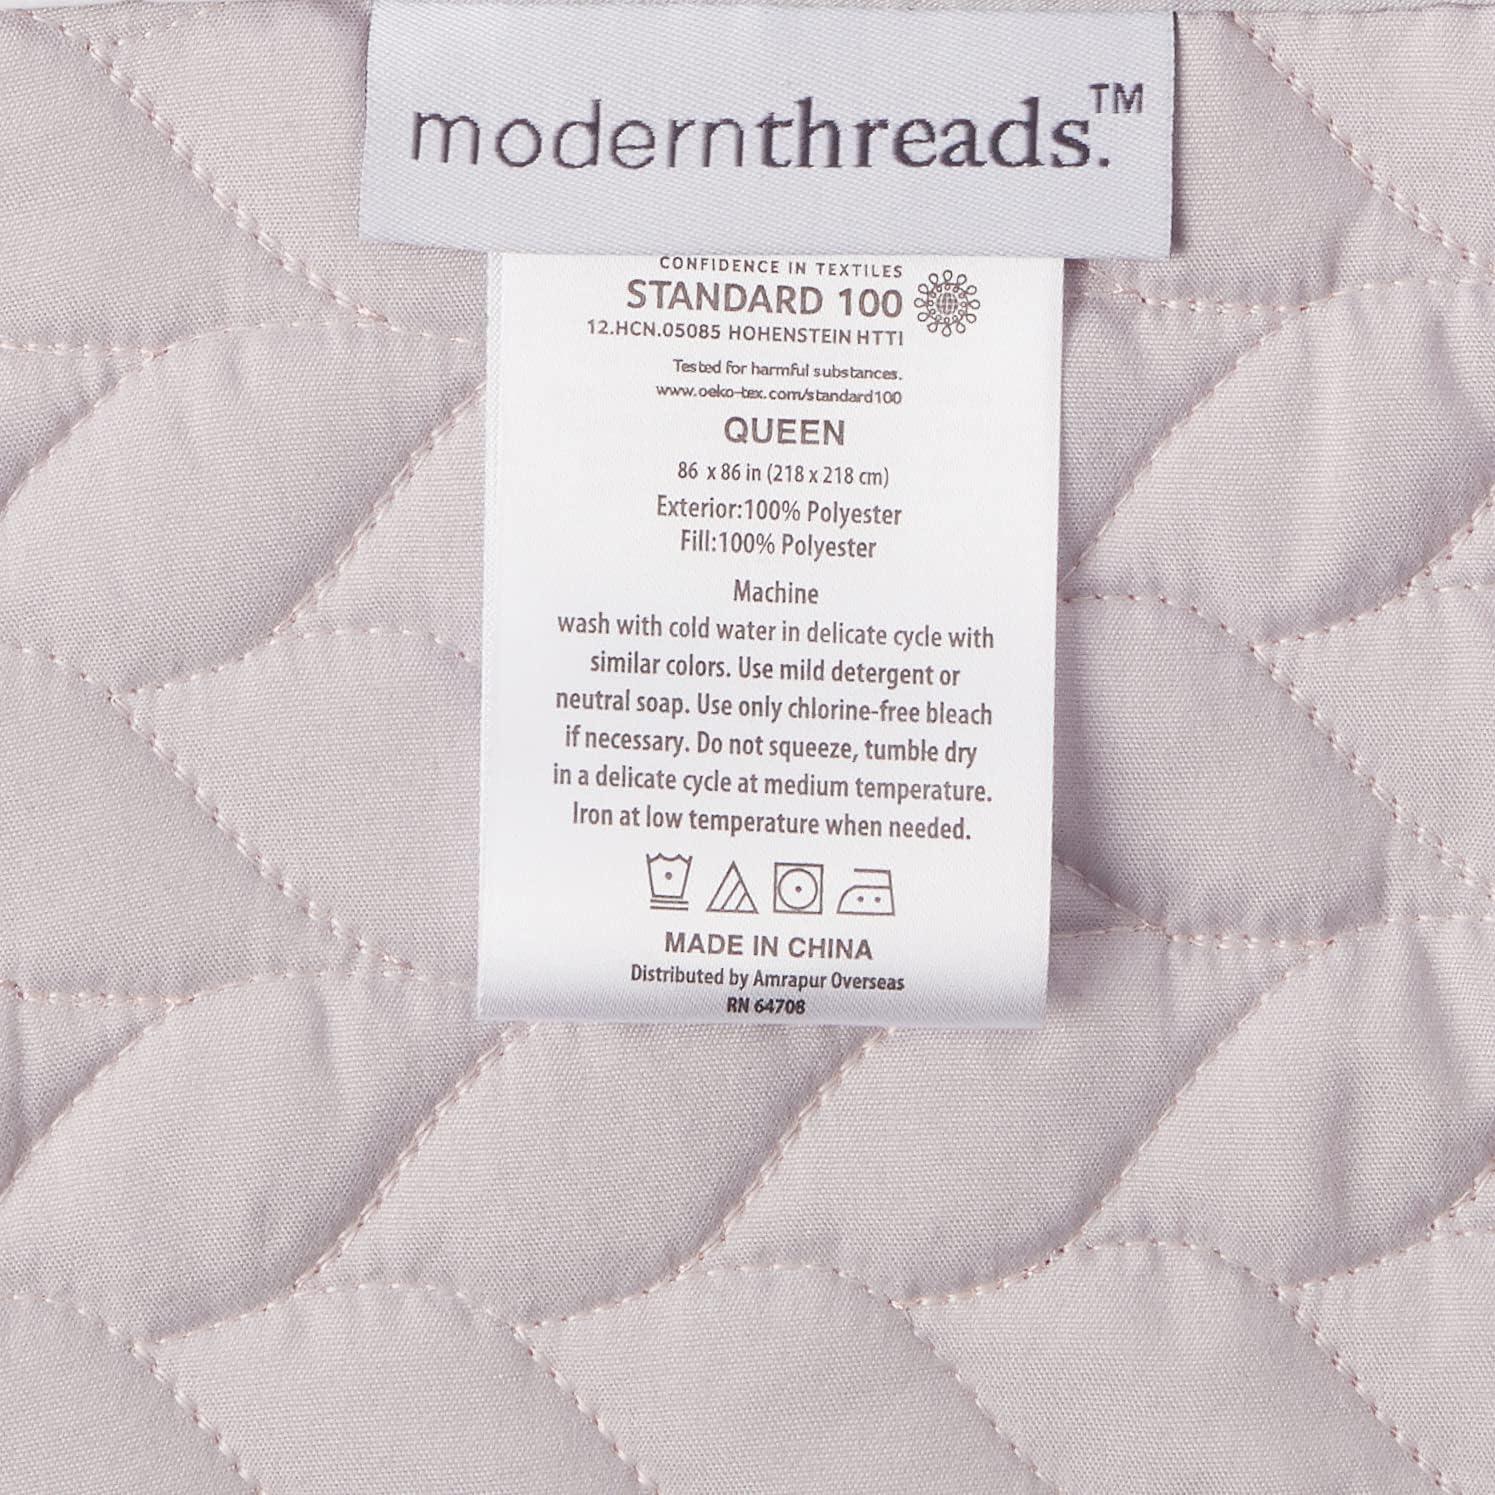 modernthreads.™
CONFIDENCE IN TEXTILES
STANDARD 100
12.HCN.05085 HOHENSTEIN HTTI
Tested for harmful substances.
www.oeko-tex.com/standard100
QUEEN
86 x 86 in (218 x 218 cm)
Exterior:100% Polyester
Fill:100% Polyester
Machine
wash with cold water in delicate cycle with
similar colors. Use mild detergent or
neutral soap. Use only chlorine-free bleach
if necessary. Do not squeeze, tumble dry
in a delicate cycle at medium temperature.
Iron at low temperature when needed.
MADE IN CHINA
Distributed by Amrapur Overseas
RN 64708